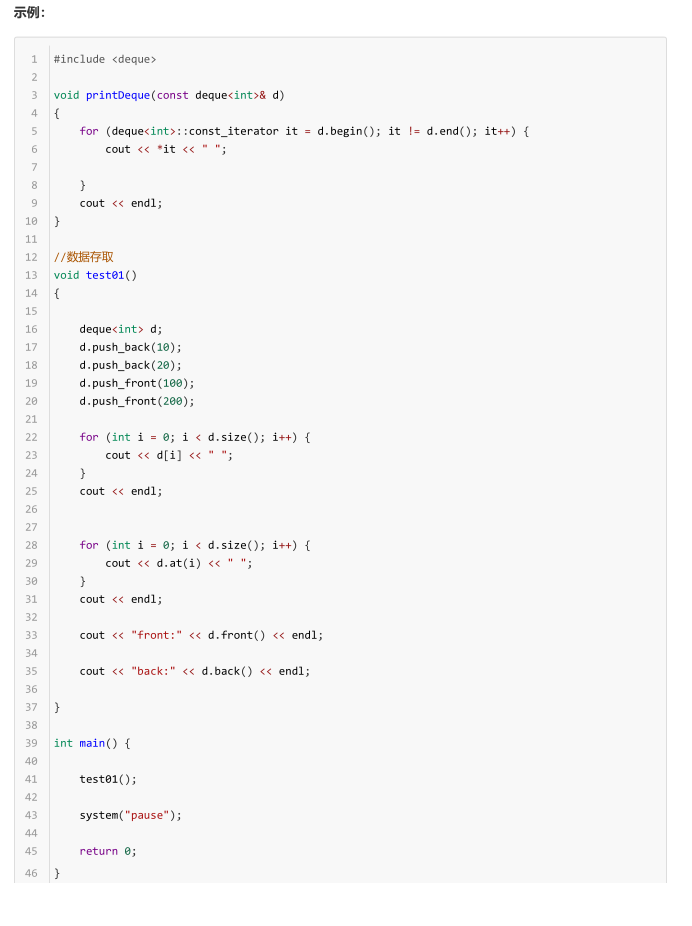 示例：
1 #include <deque>
2
3 void printDeque(const deque<int>& d)
4 {
5     for (deque<int>::const_iterator it = d.begin(); it != d.end(); it++) {
6         cout << *it << " ";
7
8     }
9     cout << endl;
10 }
11
12 //数据存取
13 void test01()
14 {
15
16     deque<int> d;
17     d.push_back(10);
18     d.push_back(20);
19     d.push_front(100);
20     d.push_front(200);
21
22     for (int i = 0; i < d.size(); i++) {
23         cout << d[i] << " ";
24     }
25     cout << endl;
26
27
28     for (int i = 0; i < d.size(); i++) {
29         cout << d.at(i) << " ";
30     }
31     cout << endl;
32
33     cout << "front:" << d.front() << endl;
34
35     cout << "back:" << d.back() << endl;
36
37 }
38
39 int main() {
40
41     test01();
42
43     system("pause");
44
45     return 0;
46 }